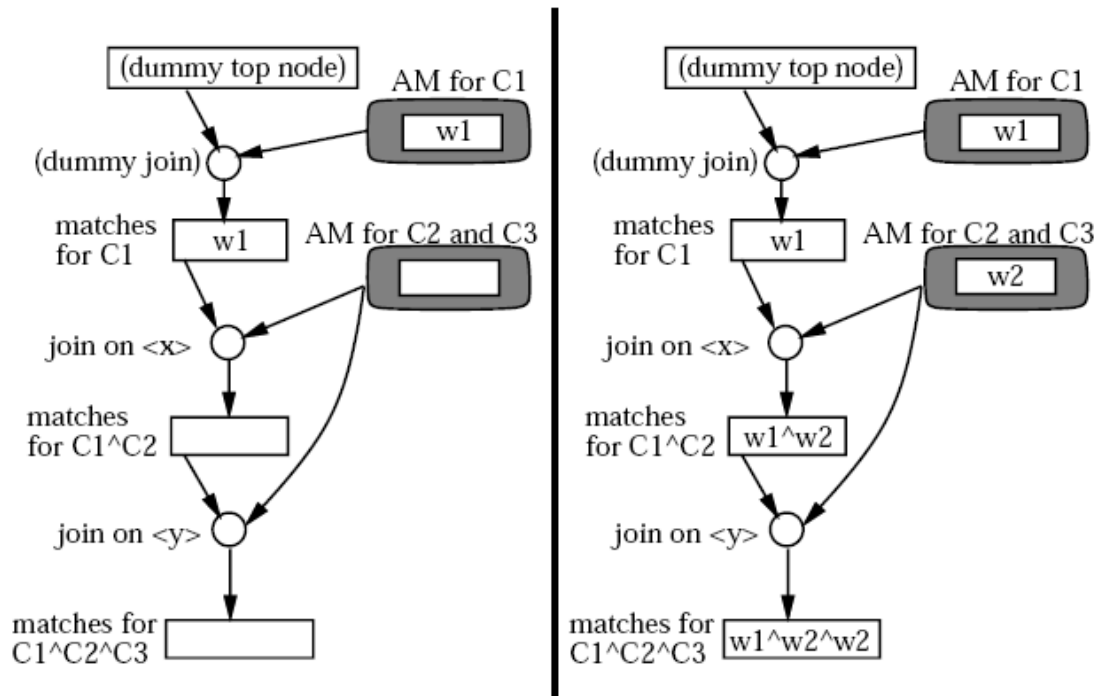 (dummy top node)
AM for C1
w1
(dummy join)
matches
for C1
w1
AM for C2 and C3
join on <x>
matches
for C1^C2
join on <y>
matches for
C1^C2^C3
(dummy top node)
AM for C1
w1
(dummy join)
matches
for C1
w1
AM for C2 and C3
w2
join on <x>
matches
for C1^C2
w1^w2
join on <y>
matches for
C1^C2^C3
w1^w2^w2